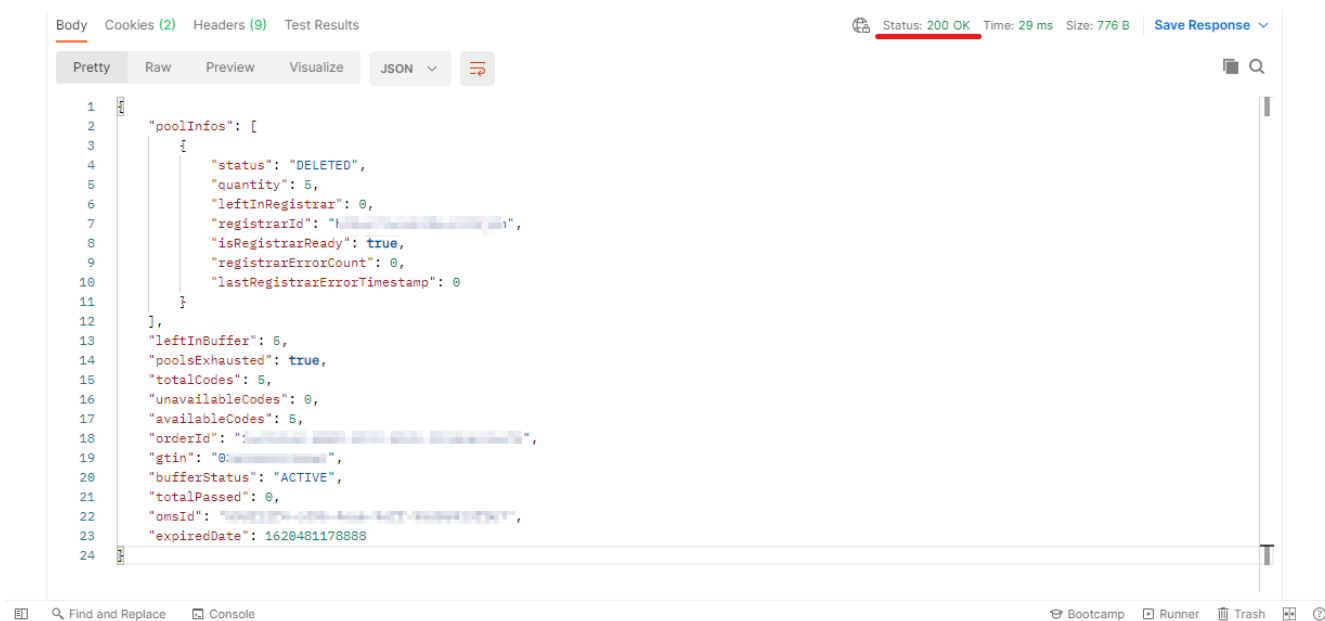 Body Cookies (2) Headers (9) Test Results Status: 200 OK Time: 29 ms Size: 776 B Save Response
Pretty Raw Preview Visualize JSON
1 {
2 "poolInfos": [
3 {
4 "status": "DELETED",
5 "quantity": 5,
6 "leftInRegistrar": 0,
7 "registrarId": "",
8 "isRegistrarReady": true,
9 "registrarErrorCount": 0,
10 "lastRegistrarErrorTimestamp": 0
11 }
12 ],
13 "leftInBuffer": 5,
14 "poolsExhausted": true,
15 "totalCodes": 5,
16 "unavailableCodes": 0,
17 "availableCodes": 5,
18 "orderId": "",
19 "gtin": "",
20 "bufferStatus": "ACTIVE",
21 "totalPassed": 0,
22 "omsId": "",
23 "expiredDate": 1620481178888
24 }
Find and Replace Console Bootcamp Runner Trash